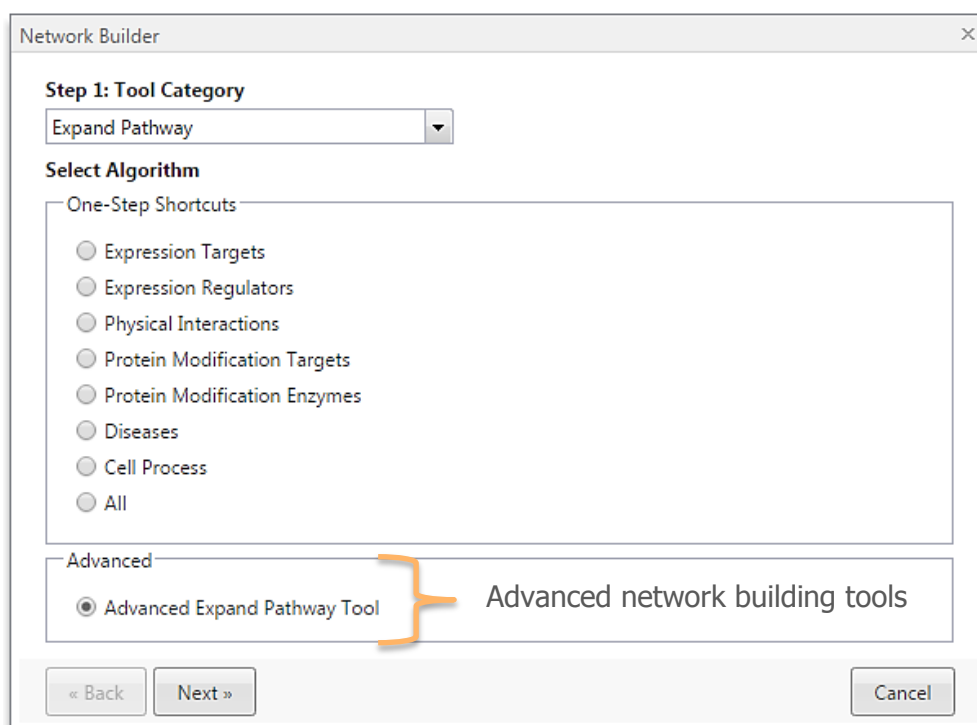 Network Builder
Step 1: Tool Category
Expand Pathway
Select Algorithm
One-Step Shortcuts
Expression Targets
Expression Regulators
Physical Interactions
Protein Modification Targets
Protein Modification Enzymes
Diseases
Cell Process
All
Advanced
Advanced Expand Pathway Tool
Advanced network building tools
« Back
Next »
Cancel